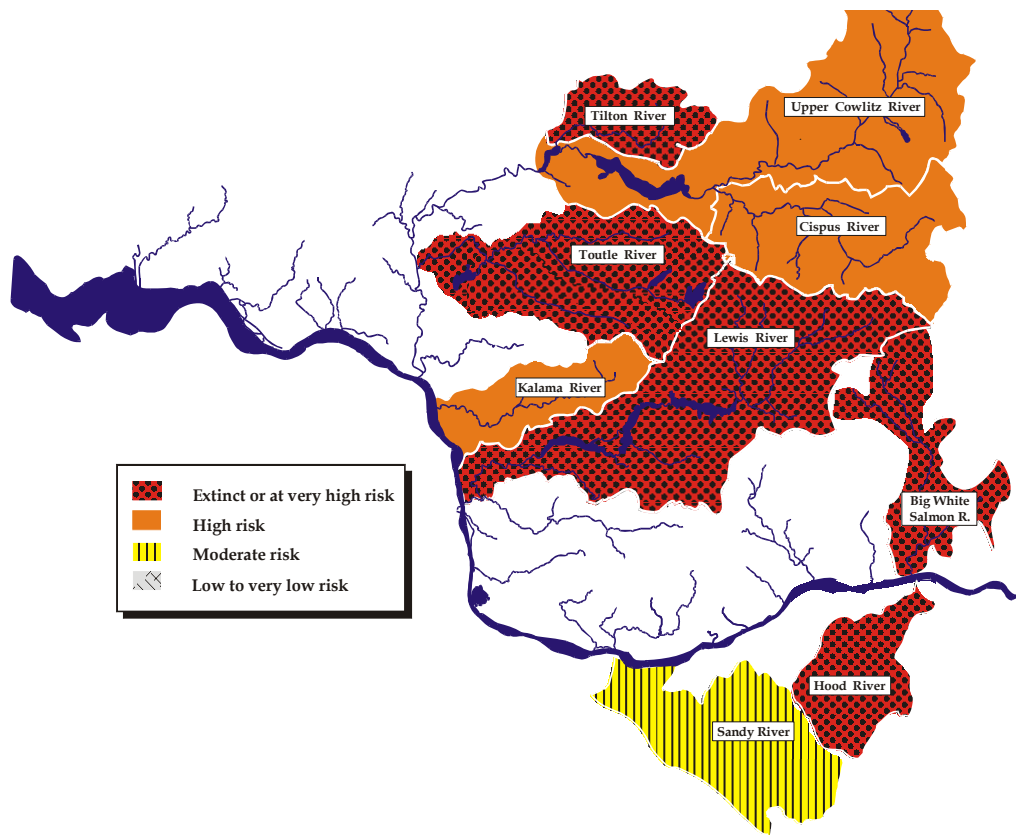 Tilton River
Upper Cowlitz River
Cispus River
Toutle River
Lewis River
Kalama River
Extinct or at very high risk
High risk
Moderate risk
Low to very low risk
Big White
Salmon R.
Hood River
Sandy River